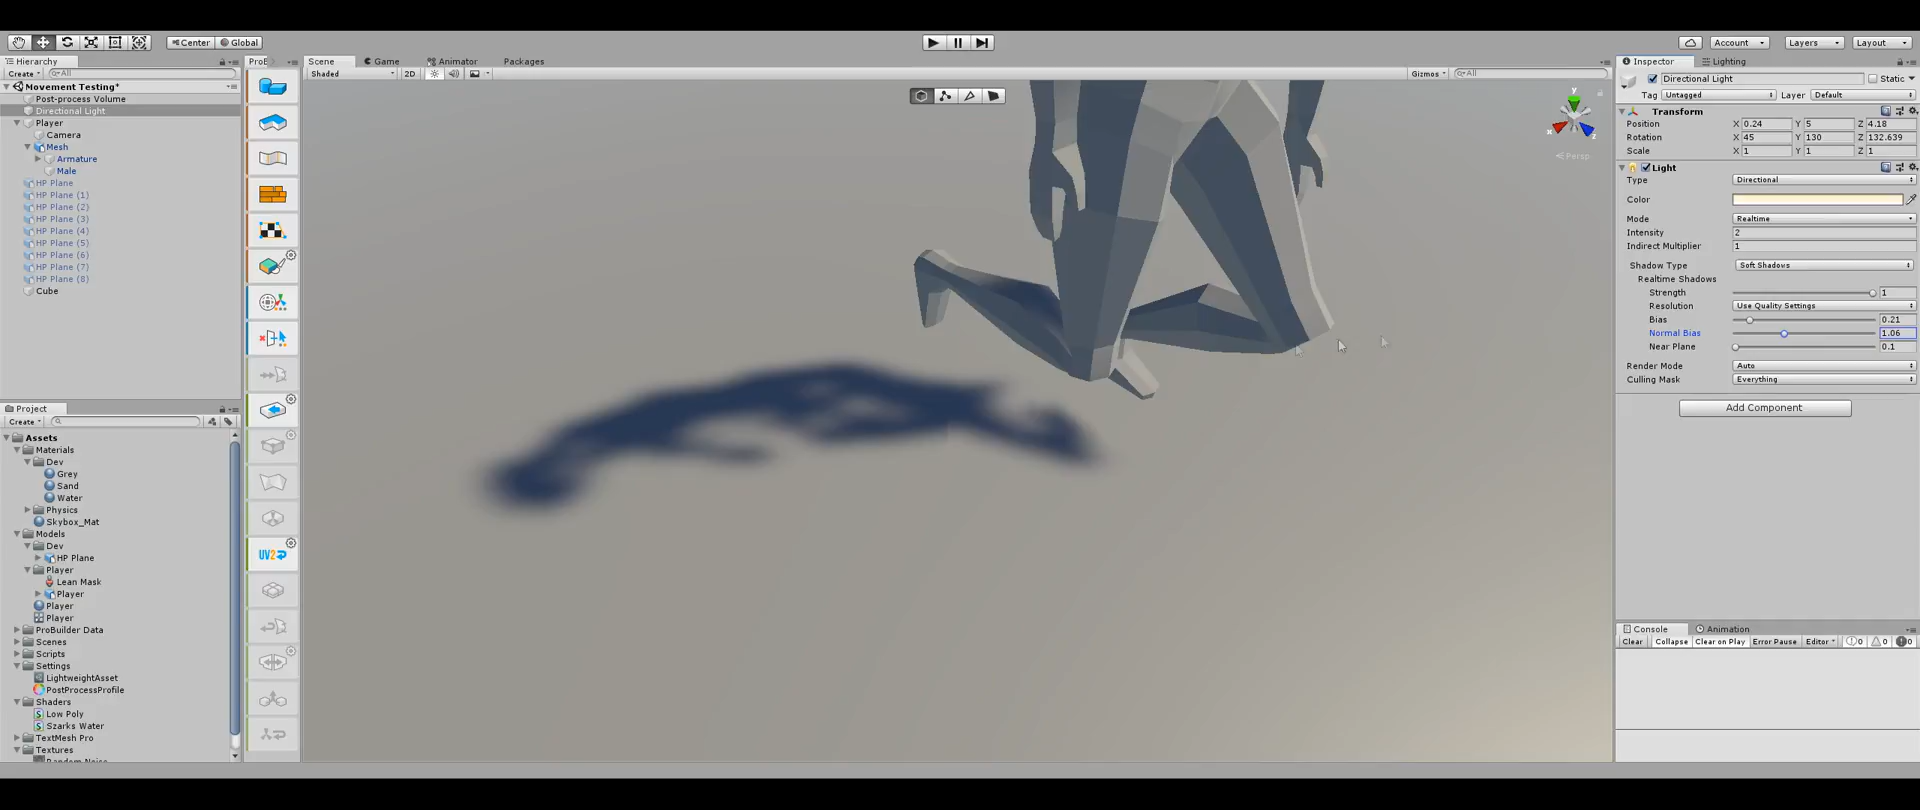 Center
Global
Account
Layers
Layout
Hierarchy
Create
All
Movement Testing*
Post-process Volume
Directional Light
Player
Camera
Mesh
Armature
Male
HP Plane
HP Plane (1)
HP Plane (2)
HP Plane (3)
HP Plane (4)
HP Plane (5)
HP Plane (6)
HP Plane (7)
HP Plane (8)
Cube
Project
Create
Assets
Materials
Dev
Grey
Sand
Water
Physics
Skybox_Mat
Models
Dev
HP Plane
Player
Lean Mask
Player
Player
Player
ProBuilder Data
Scenes
Scripts
Settings
LightweightAsset
PostProcessProfile
Shaders
Low Poly
Szarks Water
TextMesh Pro
Textures
UV2
Scene
Game
Animator
Packages
Shaded
2D
Gizmos
All
y
x
z
Persp
Inspector
Lighting
Directional Light
Static
Tag Untagged
Layer Default
Transform
Position X 0.24 Y 5 Z 4.18
Rotation X 45 Y 130 Z 132.639
Scale X 1 Y 1 Z 1
Light
Type Directional
Color
Mode Realtime
Intensity 2
Indirect Multiplier 1
Shadow Type Soft Shadows
Realtime Shadows
Strength 1
Resolution Use Quality Settings
Bias 0.21
Normal Bias 1.06
Near Plane 0.1
Render Mode Auto
Culling Mask Everything
Add Component
Console
Animation
Clear Collapse Clear on Play Error Pause Editor 0 0 0